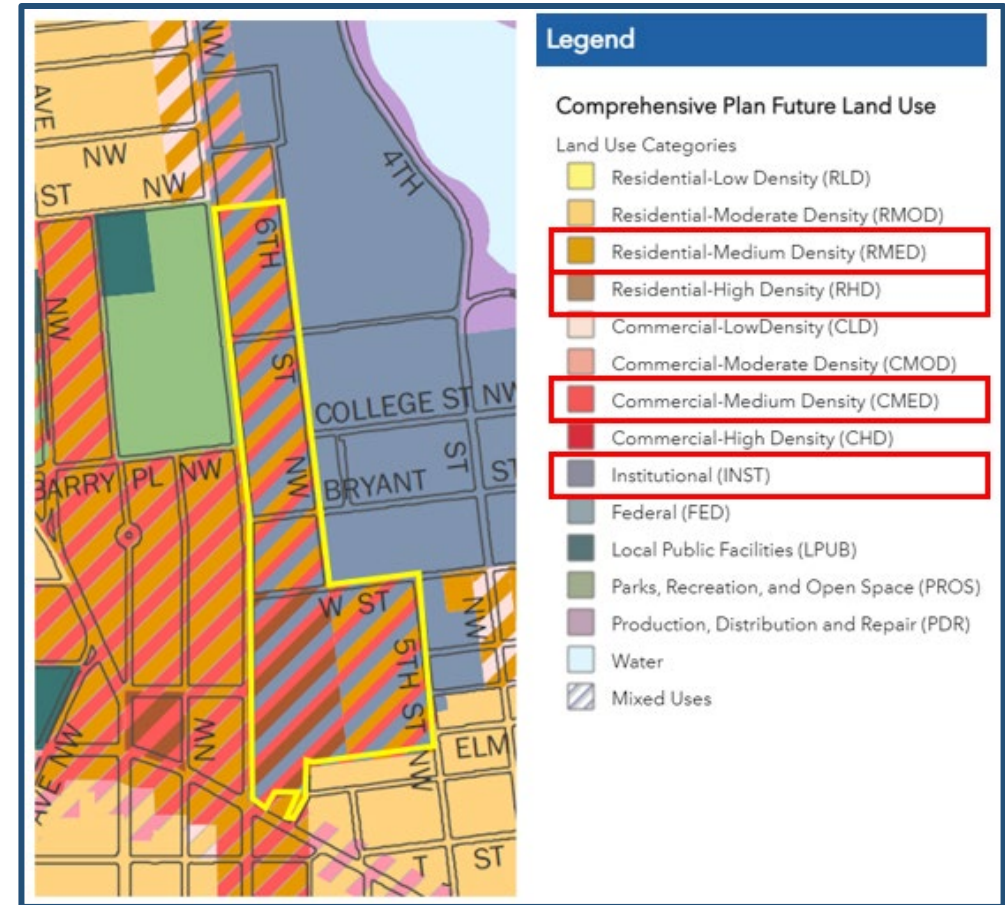 NW
AVE
NW
ST
NW
4TH
6TH
NW
ST
COLLEGE ST NW
NW
BARRY PL NW
BRYANT
ST
ST
W ST
NW
5TH ST
NW
AVE NW
NW
ELM
T
ST
Legend
Comprehensive Plan Future Land Use
Land Use Categories
Residential-Low Density (RLD)
Residential-Moderate Density (RMOD)
Residential-Medium Density (RMED)
Residential-High Density (RHD)
Commercial-LowDensity (CLD)
Commercial-Moderate Density (CMOD)
Commercial-Medium Density (CMED)
Commercial-High Density (CHD)
Institutional (INST)
Federal (FED)
Local Public Facilities (LPUB)
Parks, Recreation, and Open Space (PROS)
Production, Distribution and Repair (PDR)
Water
Mixed Uses